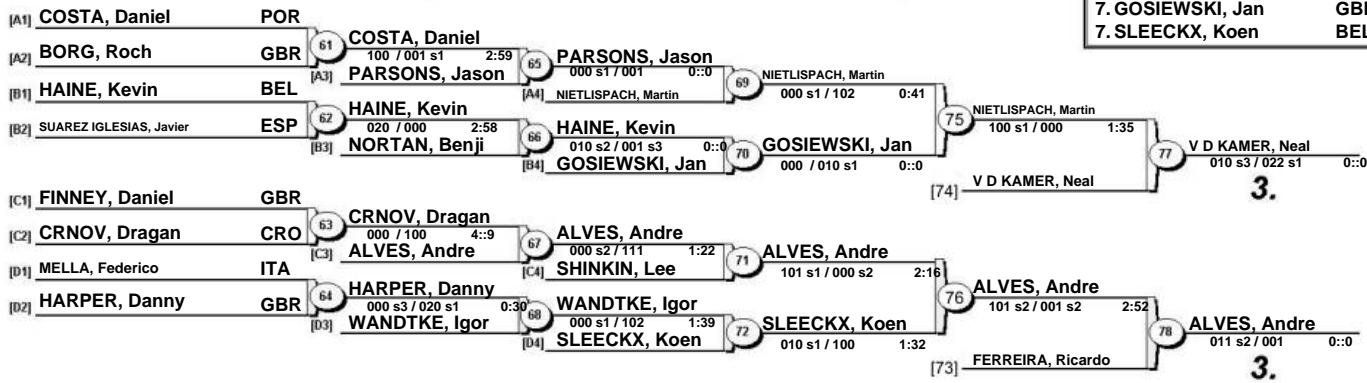 7. GOSIEWSKI, Jan GB
7. SLEECKX, Koen BEL
[A1] COSTA, Daniel POR
[A2] BORG, Roch GBR
61 COSTA, Daniel
100 / 001 s1 2:59
[A3] PARSONS, Jason
65 PARSONS, Jason
000 s1 / 001 0::0
[A4] NIETLISPACH, Martin
69 NIETLISPACH, Martin
000 s1 / 102 0:41
[B1] HAINE, Kevin BEL
[B2] SUAREZ IGLESIAS, Javier ESP
62 HAINE, Kevin
020 / 000 2:58
[B3] NORTAN, Benji
66 HAINE, Kevin
010 s2 / 001 s3 0::0
[B4] GOSIEWSKI, Jan
70 GOSIEWSKI, Jan
000 / 010 s1 0::0
75 NIETLISPACH, Martin
100 s1 / 000 1:35
[74] V D KAMER, Neal
77 V D KAMER, Neal
010 s3 / 022 s1 0::0
3.
[C1] FINNEY, Daniel GBR
[C2] CRNOV, Dragan CRO
63 CRNOV, Dragan
000 / 100 4::9
[C3] ALVES, Andre
67 ALVES, Andre
000 s2 / 111 1:22
[C4] SHINKIN, Lee
71 ALVES, Andre
101 s1 / 000 s2 2:16
[D1] MELLA, Federico ITA
[D2] HARPER, Danny GBR
64 HARPER, Danny
000 s3 / 020 s1 0:30
[D3] WANDTKE, Igor
68 WANDTKE, Igor
000 s1 / 102 1:39
[D4] SLEECKX, Koen
72 SLEECKX, Koen
010 s1 / 100 1:32
76 ALVES, Andre
101 s2 / 001 s2 2:52
[73] FERREIRA, Ricardo
78 ALVES, Andre
011 s2 / 001 0::0
3.